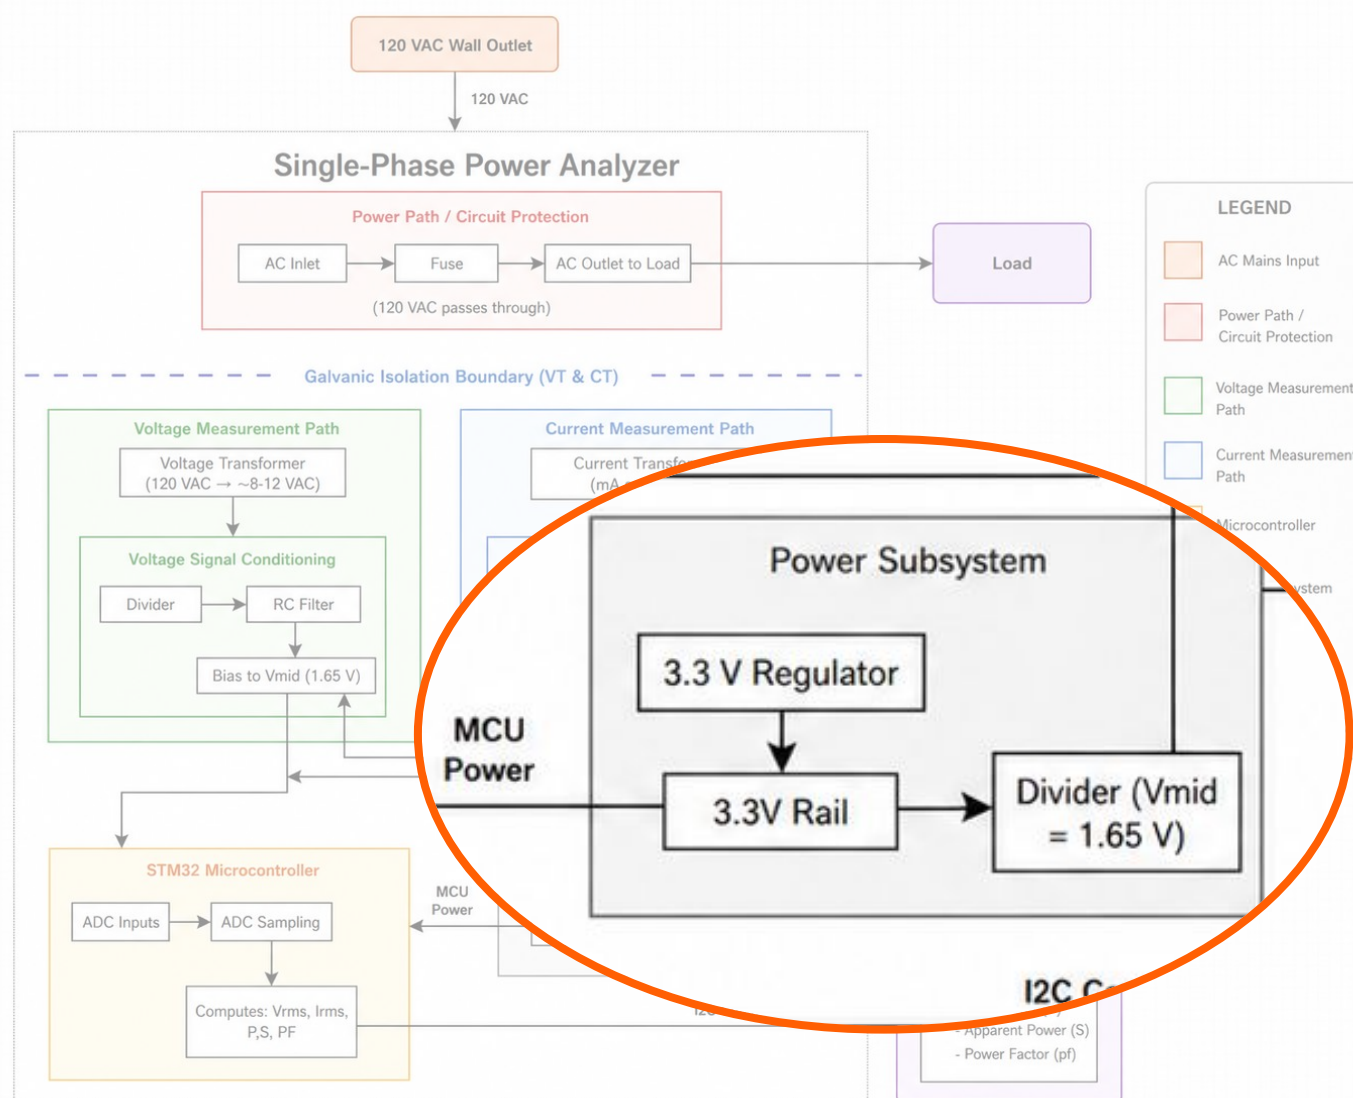 120 VAC Wall Outlet
120 VAC
Single-Phase Power Analyzer
Power Path / Circuit Protection
AC Inlet
Fuse
AC Outlet to Load
(120 VAC passes through)
Load
LEGEND
AC Mains Input
Power Path /
Circuit Protection
Voltage Measurement
Path
Current Measurement
Path
Microcontroller
Galvanic Isolation Boundary (VT & CT)
Voltage Measurement Path
Voltage Transformer
(120 VAC → ~8-12 VAC)
Voltage Signal Conditioning
Divider
RC Filter
Bias to Vmid (1.65 V)
Current Measurement Path
Current
(mA
Power Subsystem
3.3 V Regulator
3.3V Rail
Divider (Vmid
= 1.65 V)
MCU
Power
STM32 Microcontroller
ADC Inputs
ADC Sampling
Computes: Vrms, Irms,
P,S, PF
MCU
Power
I2C
- Apparent Power (S)
- Power Factor (pf)